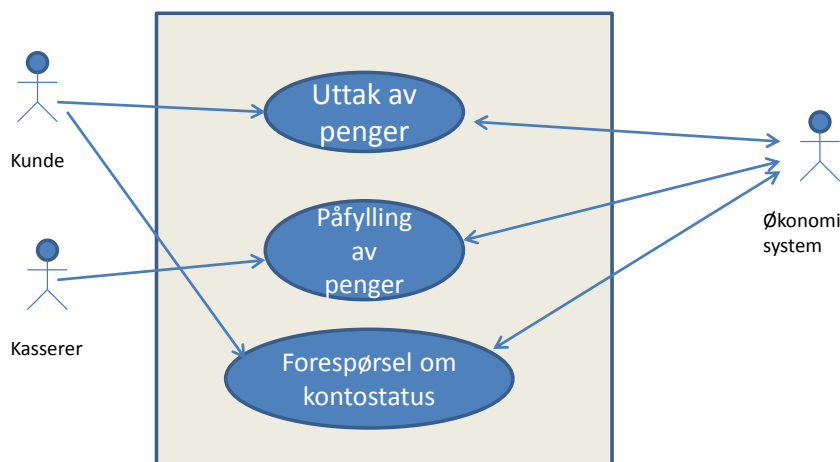 Kunde
Kasserer
Uttak av
penger
Påfylling
av
penger
Forespørsel om
kontostatus
Økonomi
system